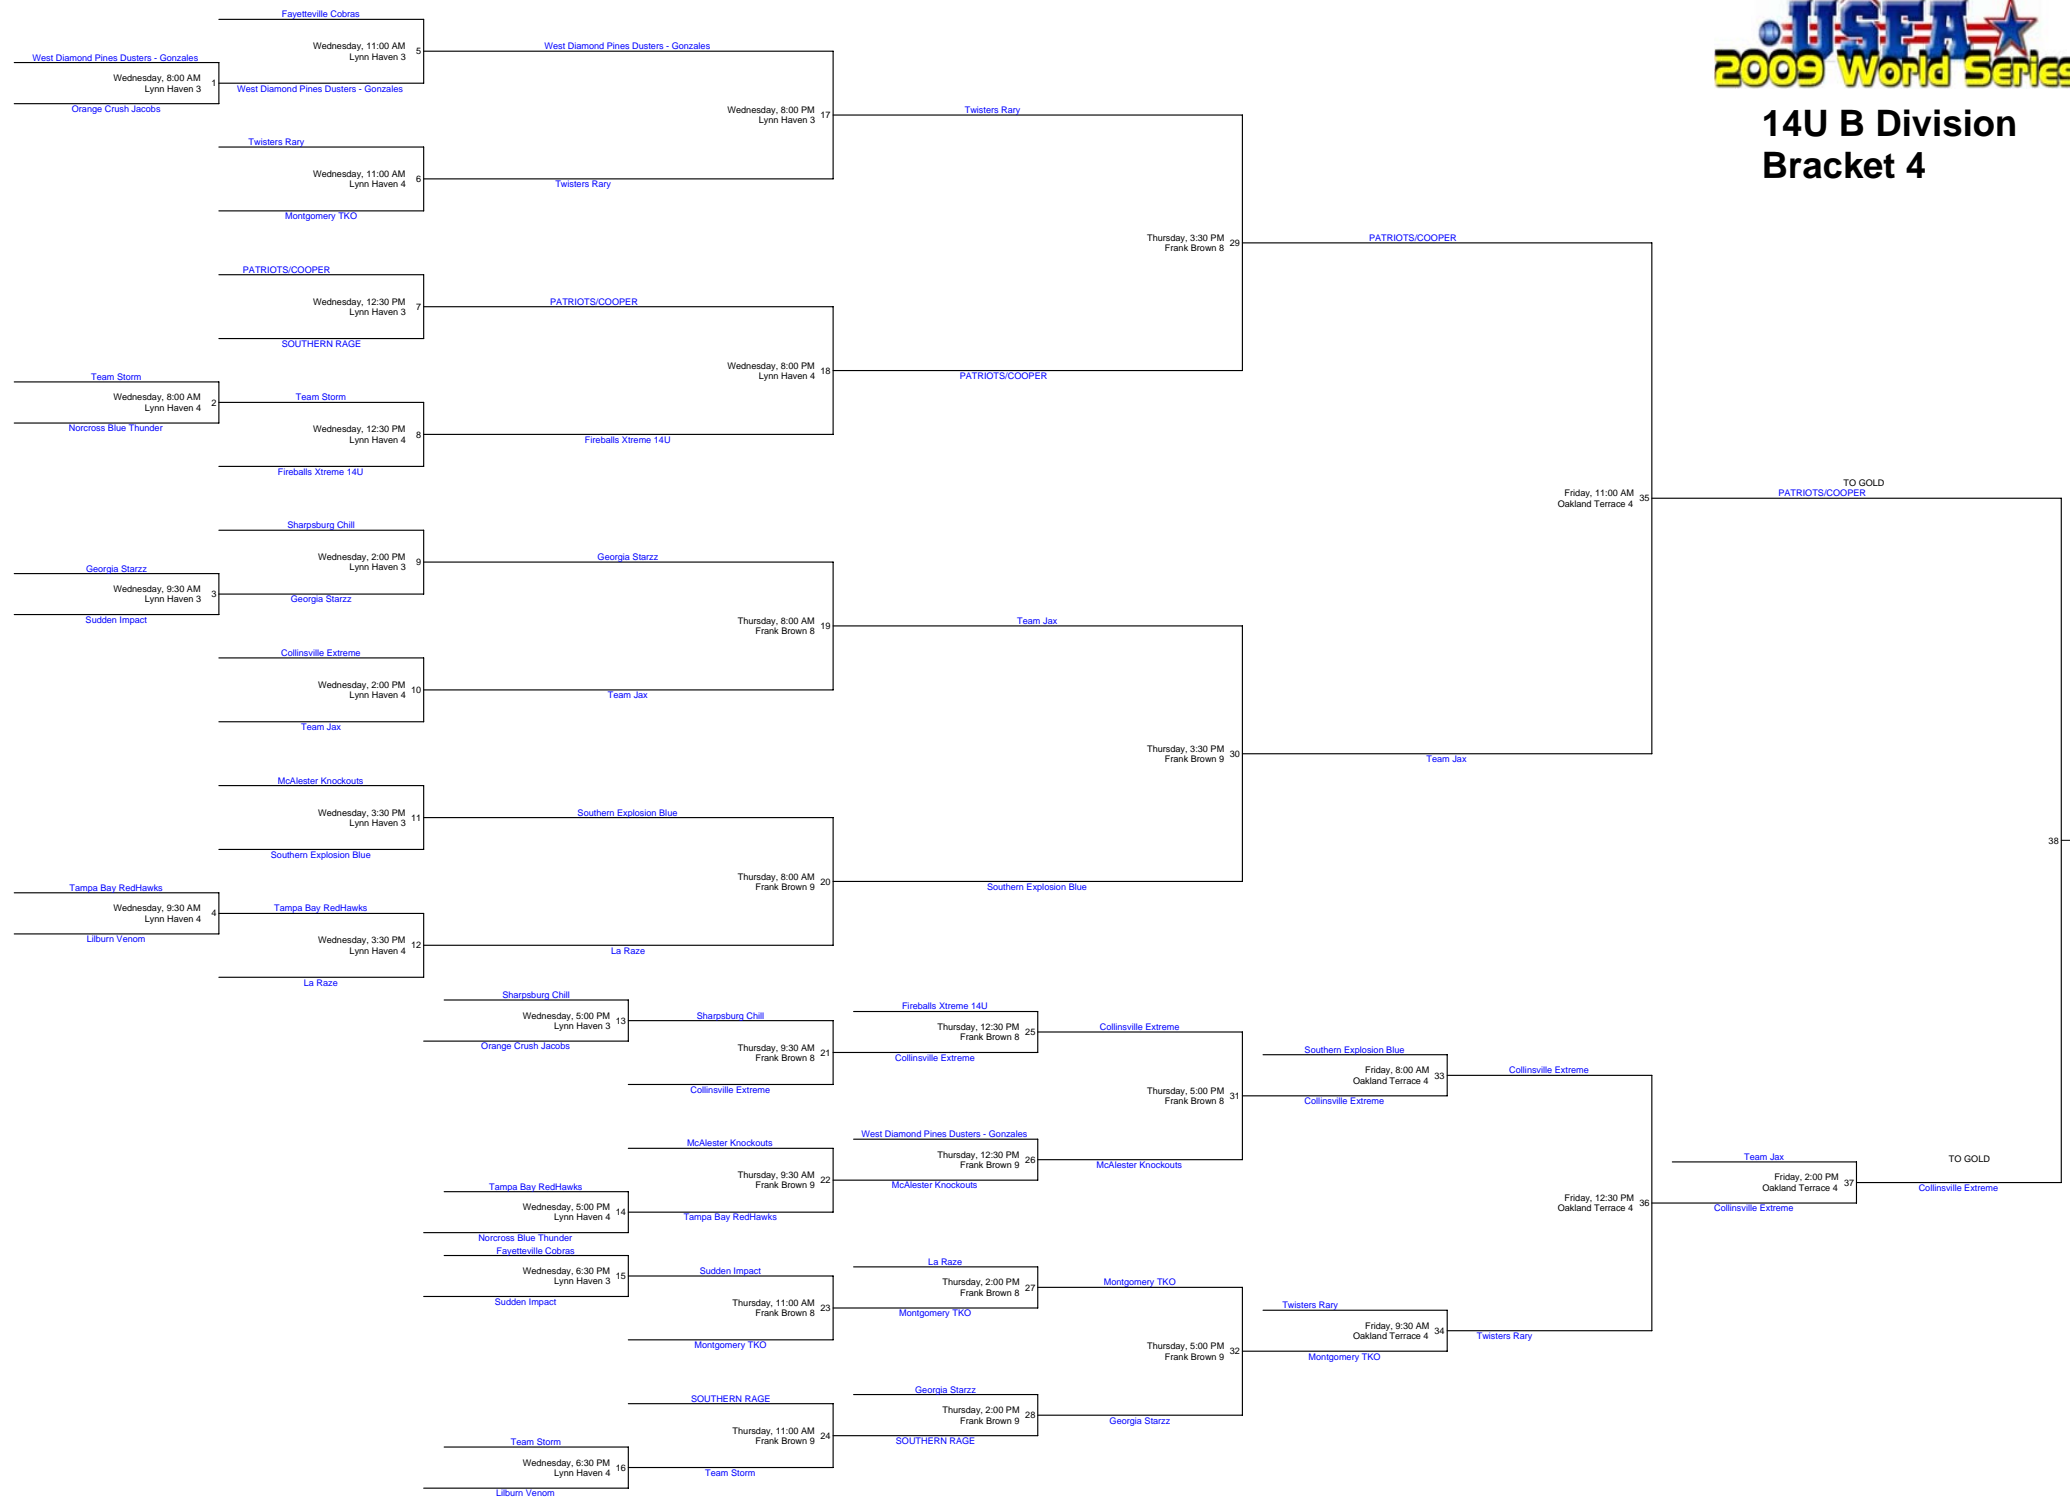 USFA
2009 World Series
14U B Division
Bracket 4
Fayetteville Cobras
Wednesday, 11:00 AM
Lynn Haven 3
5
West Diamond Pines Dusters - Gonzales
West Diamond Pines Dusters - Gonzales
Wednesday, 8:00 AM
Lynn Haven 3
1
West Diamond Pines Dusters - Gonzales
Orange Crush Jacobs
Wednesday, 8:00 PM
Lynn Haven 3
17
Twisters Rary
Twisters Rary
Wednesday, 11:00 AM
Lynn Haven 4
6
Twisters Rary
Montgomery TKO
Thursday, 3:30 PM
Frank Brown 8
29
PATRIOTS/COOPER
PATRIOTS/COOPER
Wednesday, 12:30 PM
Lynn Haven 3
7
PATRIOTS/COOPER
SOUTHERN RAGE
Wednesday, 8:00 PM
Lynn Haven 4
18
PATRIOTS/COOPER
Team Storm
Wednesday, 8:00 AM
Lynn Haven 4
2
Team Storm
Norcross Blue Thunder
Wednesday, 12:30 PM
Lynn Haven 4
8
Fireballs Xtreme 14U
Fireballs Xtreme 14U
Friday, 11:00 AM
Oakland Terrace 4
35
TO GOLD
PATRIOTS/COOPER
Sharpsburg Chill
Wednesday, 2:00 PM
Lynn Haven 3
9
Georgia Starzz
Georgia Starzz
Wednesday, 9:30 AM
Lynn Haven 3
3
Georgia Starzz
Sudden Impact
Thursday, 8:00 AM
Frank Brown 8
19
Team Jax
Collinsville Extreme
Wednesday, 2:00 PM
Lynn Haven 4
10
Team Jax
Team Jax
Thursday, 3:30 PM
Frank Brown 9
30
Team Jax
McAlester Knockouts
Wednesday, 3:30 PM
Lynn Haven 3
11
Southern Explosion Blue
Southern Explosion Blue
38
Thursday, 8:00 AM
Frank Brown 9
20
Southern Explosion Blue
Tampa Bay RedHawks
Wednesday, 9:30 AM
Lynn Haven 4
4
Tampa Bay RedHawks
Lilburn Venom
Wednesday, 3:30 PM
Lynn Haven 4
12
La Raze
La Raze
Sharpsburg Chill
Wednesday, 5:00 PM
Lynn Haven 3
13
Sharpsburg Chill
Orange Crush Jacobs
Thursday, 9:30 AM
Frank Brown 8
21
Collinsville Extreme
Fireballs Xtreme 14U
Thursday, 12:30 PM
Frank Brown 8
25
Collinsville Extreme
Collinsville Extreme
Thursday, 5:00 PM
Frank Brown 8
31
Southern Explosion Blue
Friday, 8:00 AM
Oakland Terrace 4
33
Collinsville Extreme
Collinsville Extreme
McAlester Knockouts
Thursday, 9:30 AM
Frank Brown 9
22
West Diamond Pines Dusters - Gonzales
Thursday, 12:30 PM
Frank Brown 9
26
McAlester Knockouts
McAlester Knockouts
Tampa Bay RedHawks
Wednesday, 5:00 PM
Lynn Haven 4
14
Tampa Bay RedHawks
Norcross Blue Thunder
Friday, 12:30 PM
Oakland Terrace 4
36
Team Jax
Friday, 2:00 PM
Oakland Terrace 4
37
Collinsville Extreme
TO GOLD
Collinsville Extreme
Fayetteville Cobras
Wednesday, 6:30 PM
Lynn Haven 3
15
Sudden Impact
Sudden Impact
Thursday, 11:00 AM
Frank Brown 8
23
Montgomery TKO
La Raze
Thursday, 2:00 PM
Frank Brown 8
27
Montgomery TKO
Montgomery TKO
Thursday, 5:00 PM
Frank Brown 9
32
Twisters Rary
Friday, 9:30 AM
Oakland Terrace 4
34
Twisters Rary
Montgomery TKO
SOUTHERN RAGE
Thursday, 11:00 AM
Frank Brown 9
24
Georgia Starzz
Thursday, 2:00 PM
Frank Brown 9
28
Georgia Starzz
SOUTHERN RAGE
Team Storm
Wednesday, 6:30 PM
Lynn Haven 4
16
Team Storm
Lilburn Venom